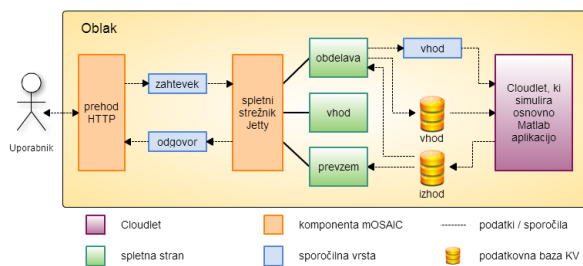 Oblak
prehod
HTTP
zahtevek
odgovor
spletni
strežnik
Jetty
obdelava
vhod
prevzem
vhod
vhod
izhod
Cloudlet, ki
simulira
osnovno
Matlab
aplikacijo
Uporabnik
Cloudlet
komponenta mOSAIC
podatki / sporočila
spletna stran
sporočilna vrsta
podatkovna baza KV